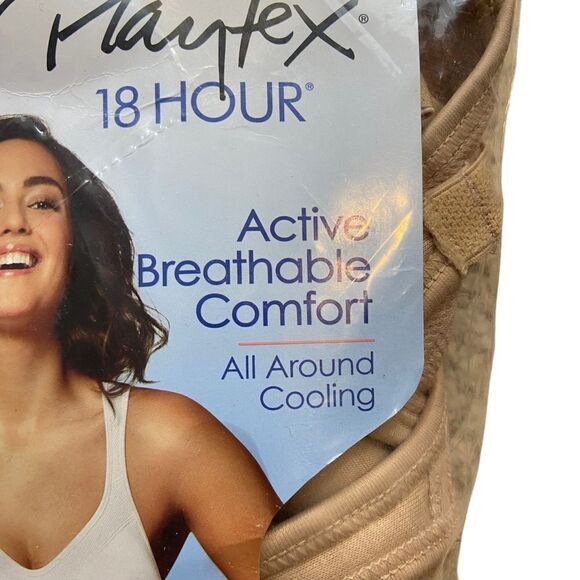 Playtex®
18 HOUR®
Active
Breathable
Comfort
All Around
Cooling